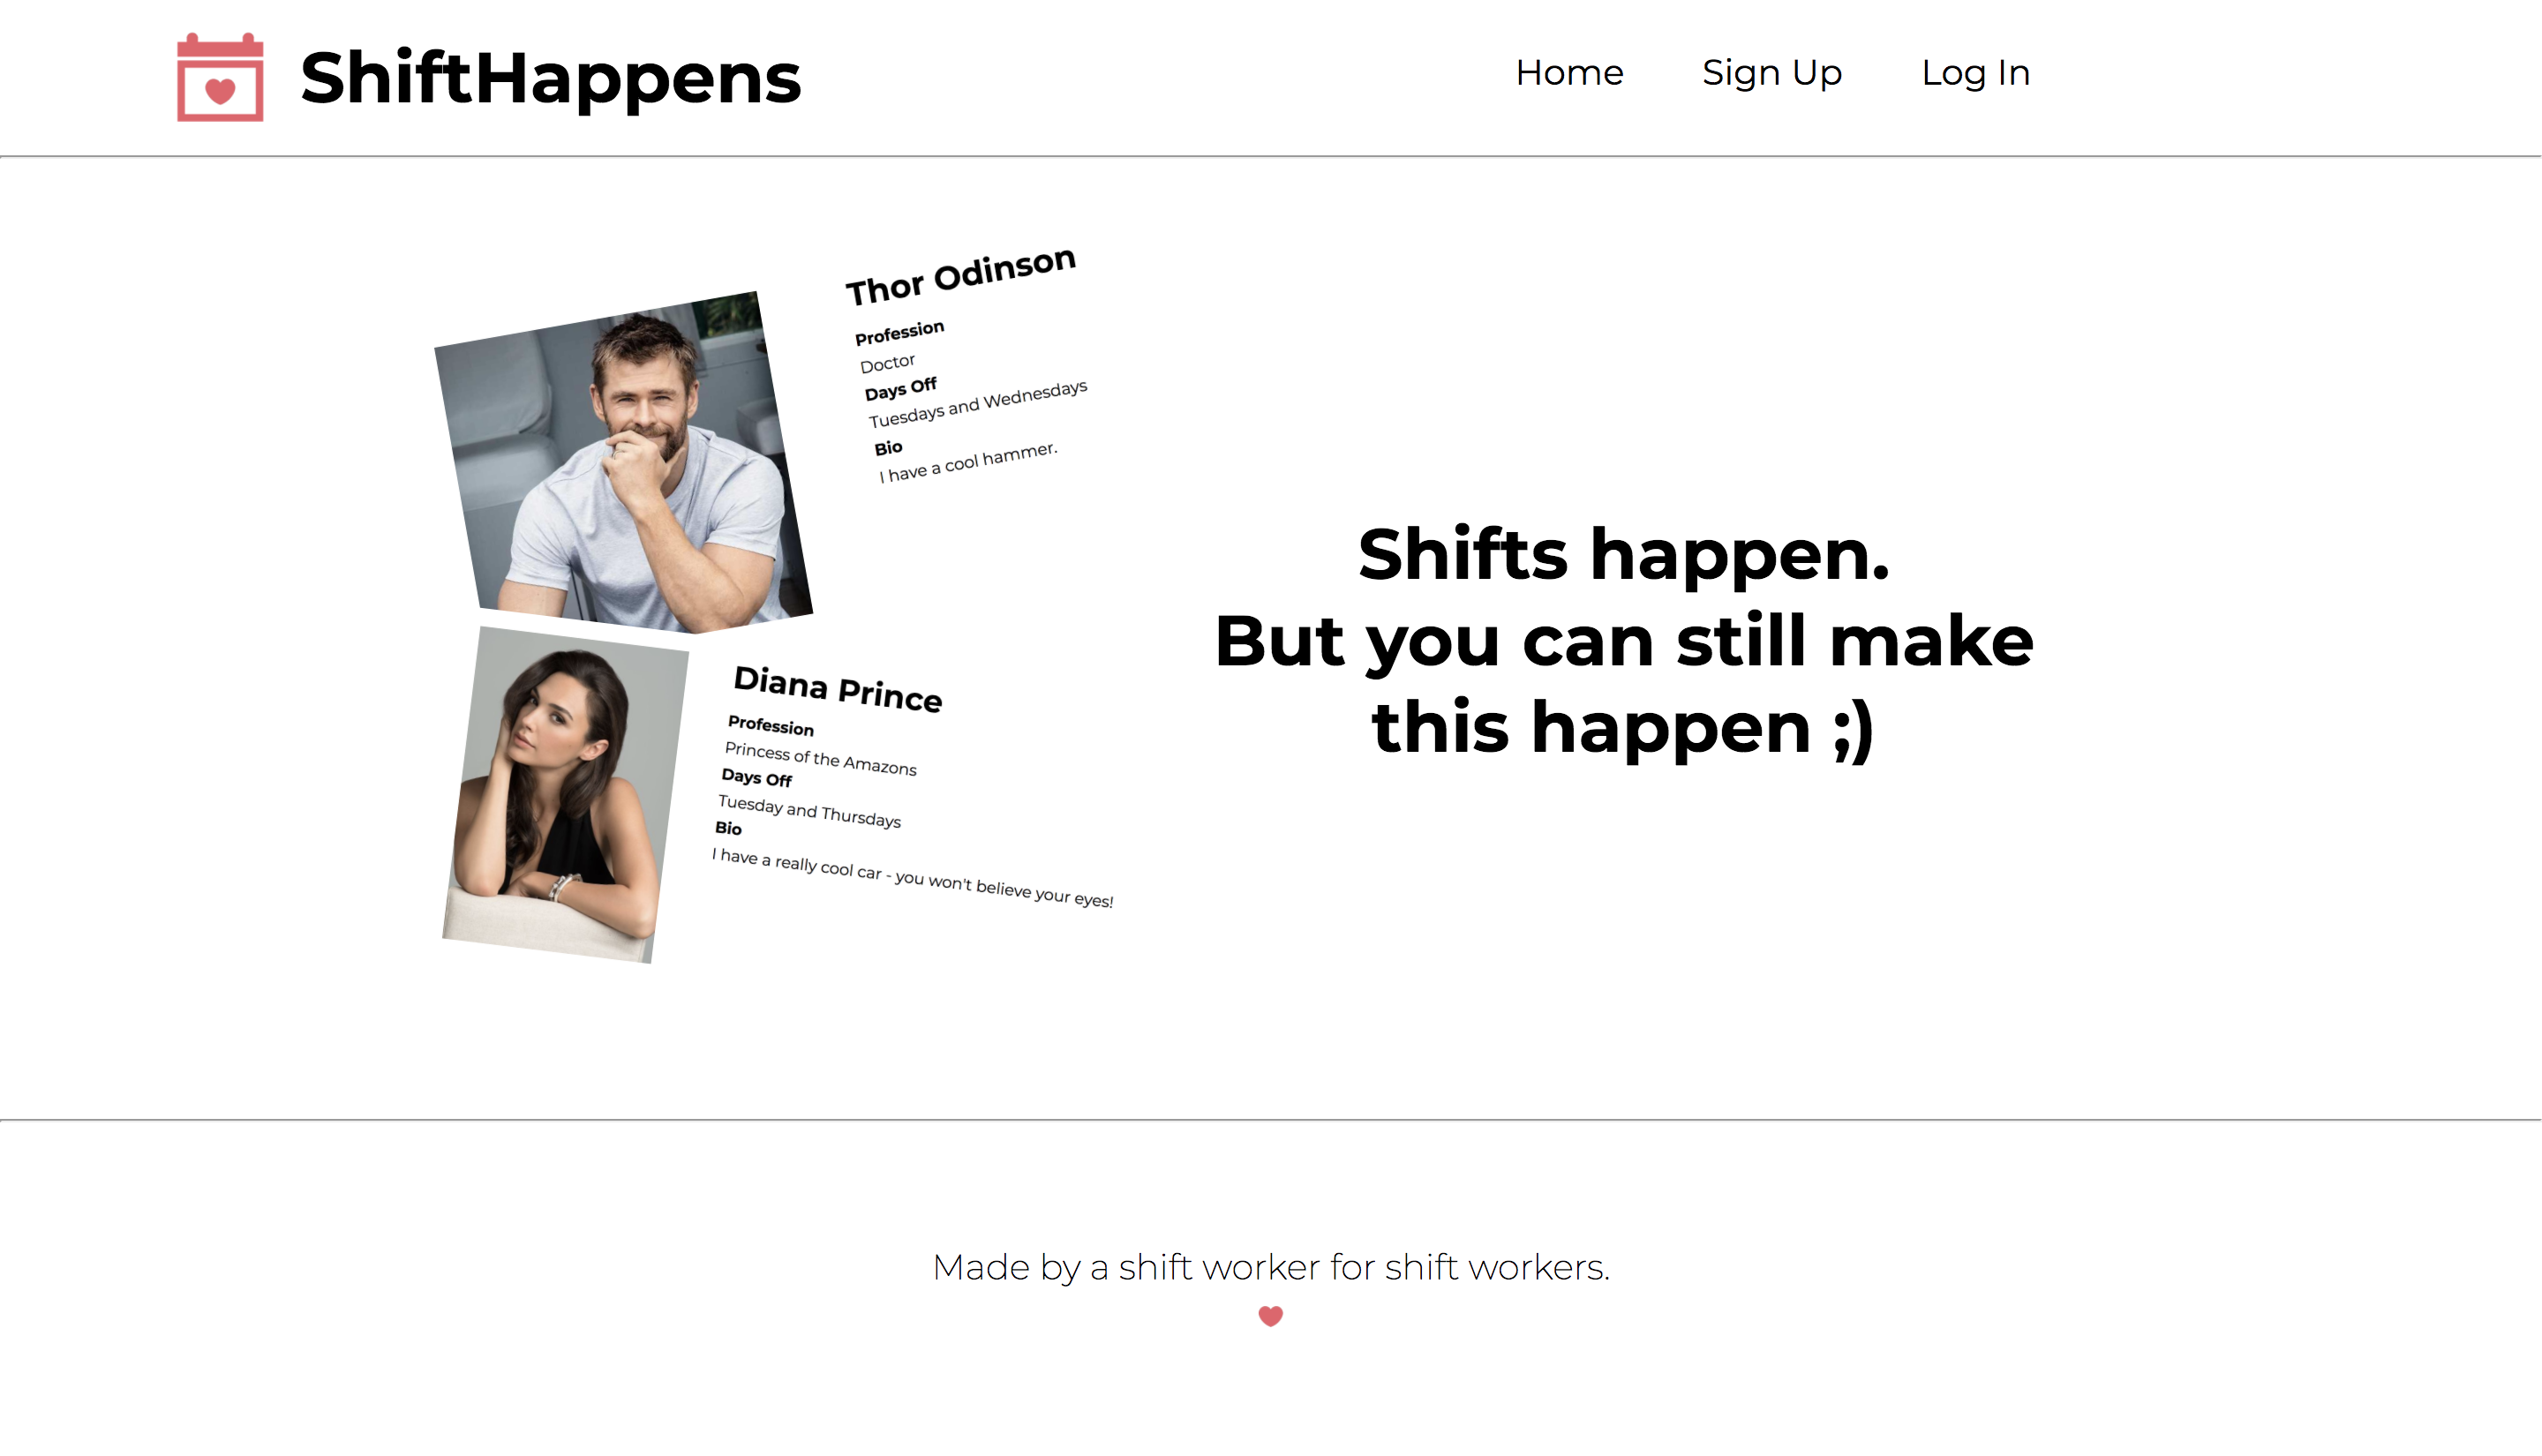 ShiftHappens
Home
Sign Up
Log In
Thor Odinson
Profession
Doctor
Days Off
Tuesdays and Wednesdays
Bio
I have a cool hammer.
Diana Prince
Profession
Princess of the Amazons
Days Off
Tuesday and Thursdays
Bio
I have a really cool car - you won't believe your eyes!
Shifts happen.
But you can still make
this happen ;)
Made by a shift worker for shift workers.